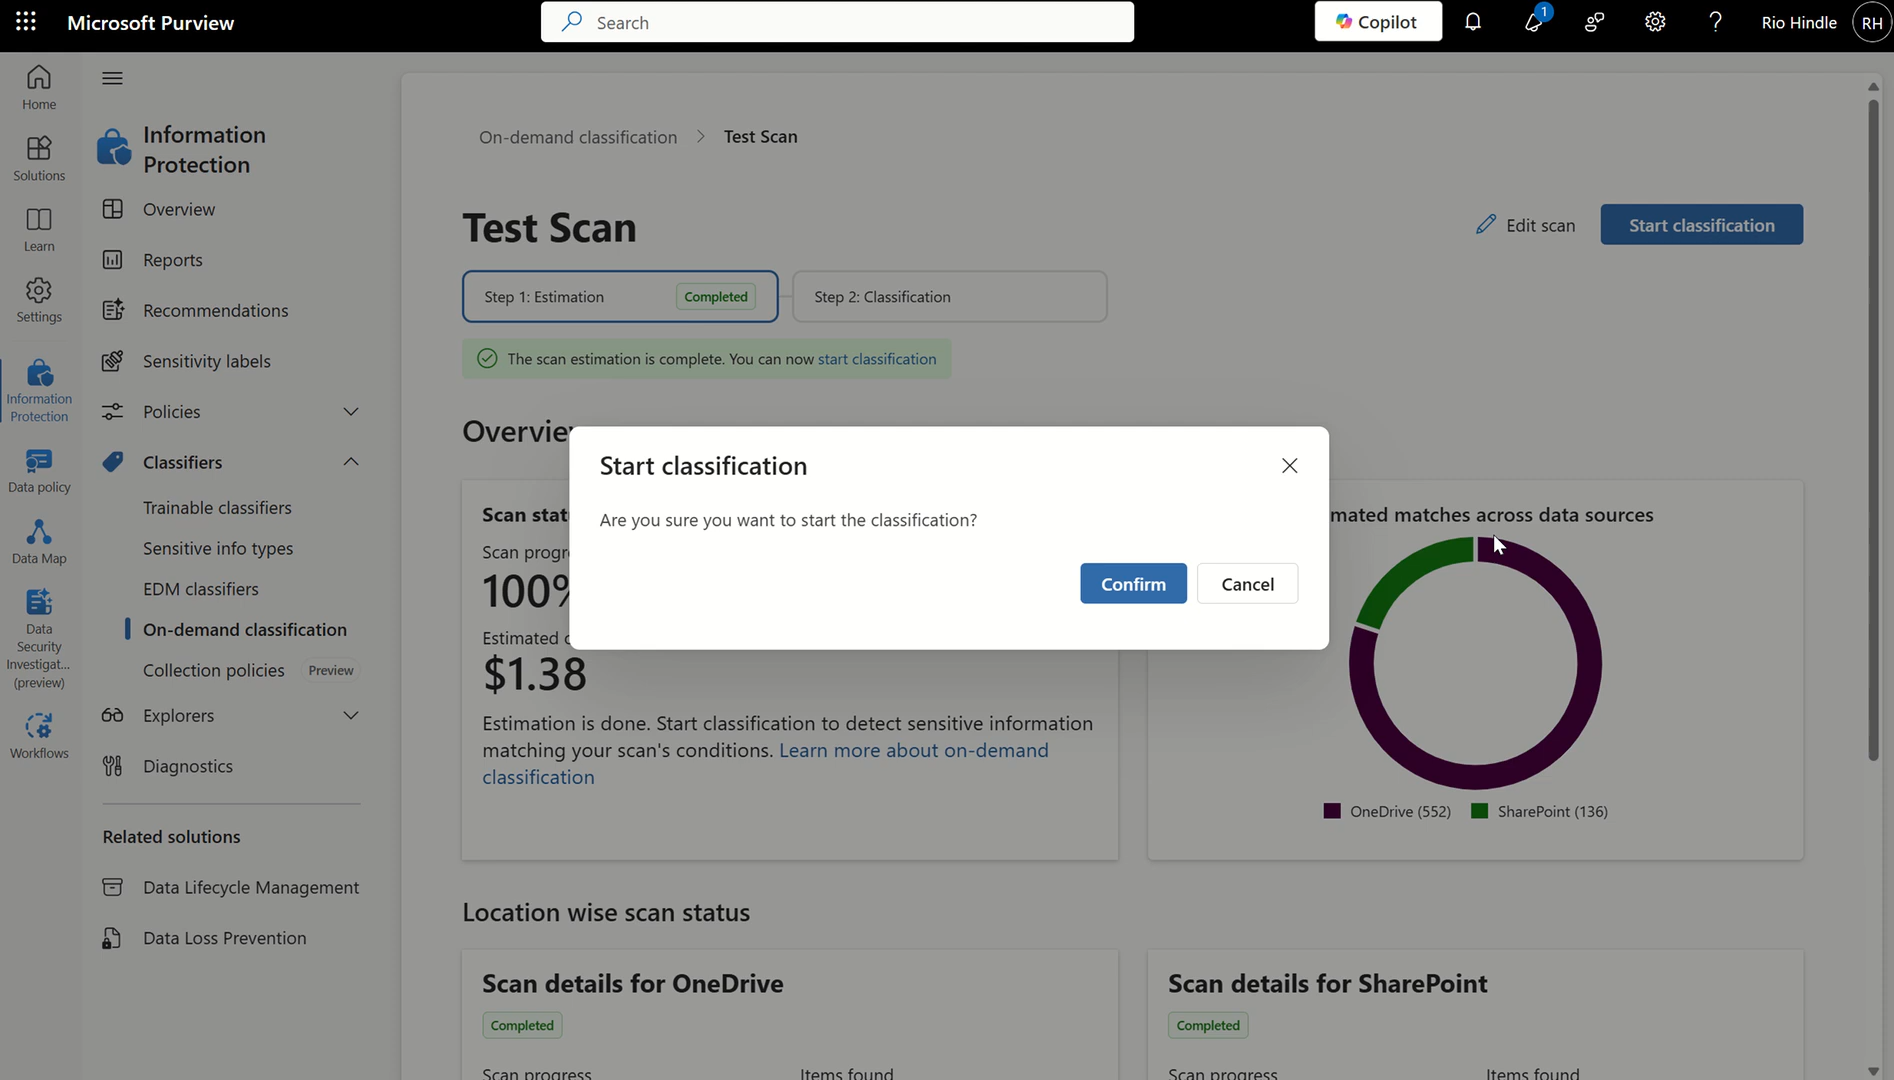 Microsoft Purview
Search
Copilot
1
Rio Hindle
RH
Home
Solutions
Learn
Settings
Information
Protection
Data policy
Data Map
Data
Security
Investigat...
(preview)
Workflows
Information
Protection
Overview
Reports
Recommendations
Sensitivity labels
Policies
Classifiers
Trainable classifiers
Sensitive info types
EDM classifiers
On-demand classification
Collection policies Preview
Explorers
Diagnostics
Related solutions
Data Lifecycle Management
Data Loss Prevention
On-demand classification > Test Scan
Test Scan
Edit scan
Start classification
Step 1: Estimation Completed
Step 2: Classification
The scan estimation is complete. You can now start classification
Start classification
Are you sure you want to start the classification?
Confirm
Cancel
100%
$1.38
Estimation is done. Start classification to detect sensitive information
matching your scan's conditions. Learn more about on-demand
classification
matches across data sources
OneDrive (552) SharePoint (136)
Location wise scan status
Scan details for OneDrive
Completed
Scan progress Items found
Scan details for SharePoint
Completed
Scan progress Items found